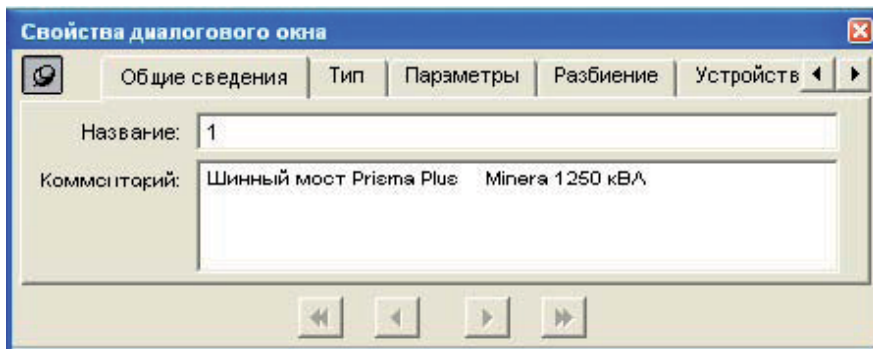 Свойства диалогового окна
Общие сведения Тип Параметры Разбиение Устройств
Название: 1
Комментарий: Шинный мост Prisma Plus Minera 1250 кВА